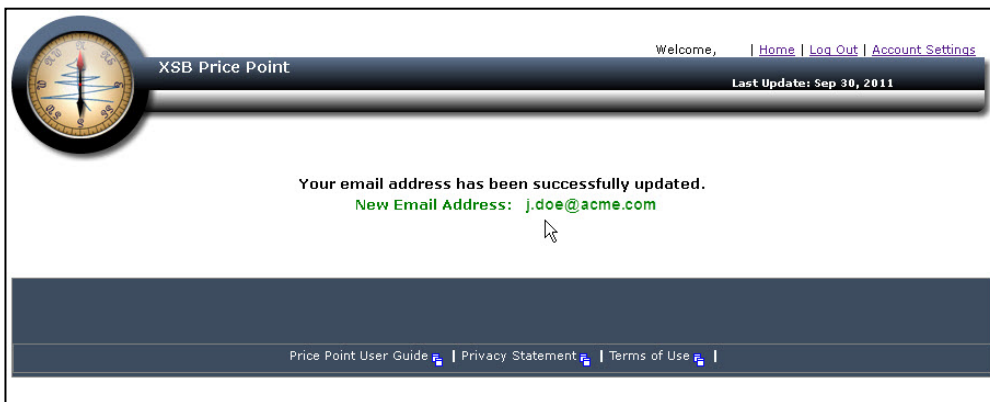 Welcome, | Home | Log Out | Account Settings
XSB Price Point
Last Update: Sep 30, 2011
Your email address has been successfully updated.
New Email Address: j.doe@acme.com
Price Point User Guide | Privacy Statement | Terms of Use |